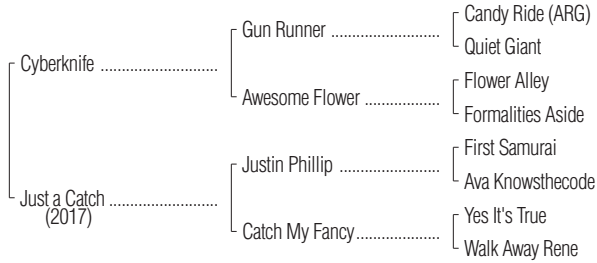 Candy Ride (ARG)
Gun Runner ........................
Quiet Giant
Cyberknife ..........................
Flower Alley
Awesome Flower .................
Formalities Aside
First Samurai
Justin Phillip ......................
Ava Knowsthecode
Just a Catch ........................
(2017)
Yes It's True
Catch My Fancy...................
Walk Away Rene